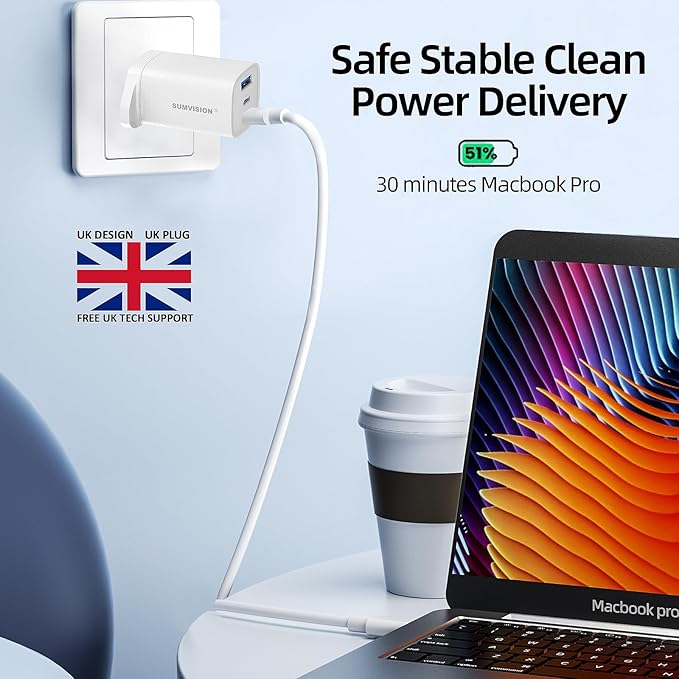 Safe Stable Clean
Power Delivery
51%
30 minutes Macbook Pro
SUMVISION
UK DESIGN UK PLUG
FREE UK TECH SUPPORT
Macbook pro